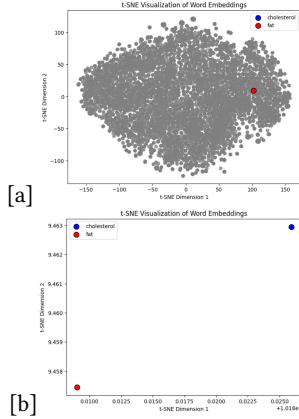 t-SNE Visualization of Word Embeddings
cholesterol
fat
t-SNE Dimension 2
100
50
0
−50
−100
−150
−100
−50
0
50
100
150
t-SNE Dimension 1
[a]
t-SNE Visualization of Word Embeddings
cholesterol
fat
t-SNE Dimension 2
9.463
9.462
9.461
9.460
9.459
9.458
0.0100
0.0125
0.0150
0.0175
0.0200
0.0225
0.0250
t-SNE Dimension 1
[b]